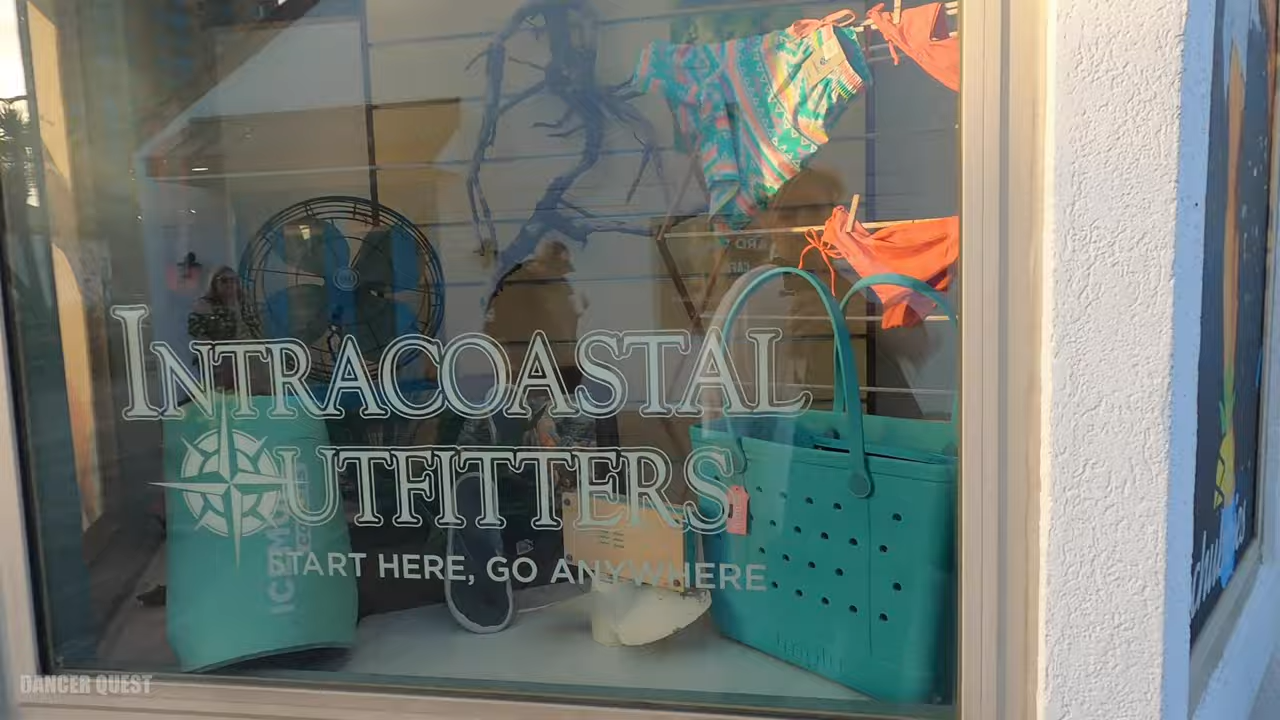 INTRACOASTAL
OUTFITTERS
START HERE, GO ANYWHERE
DANCER QUEST